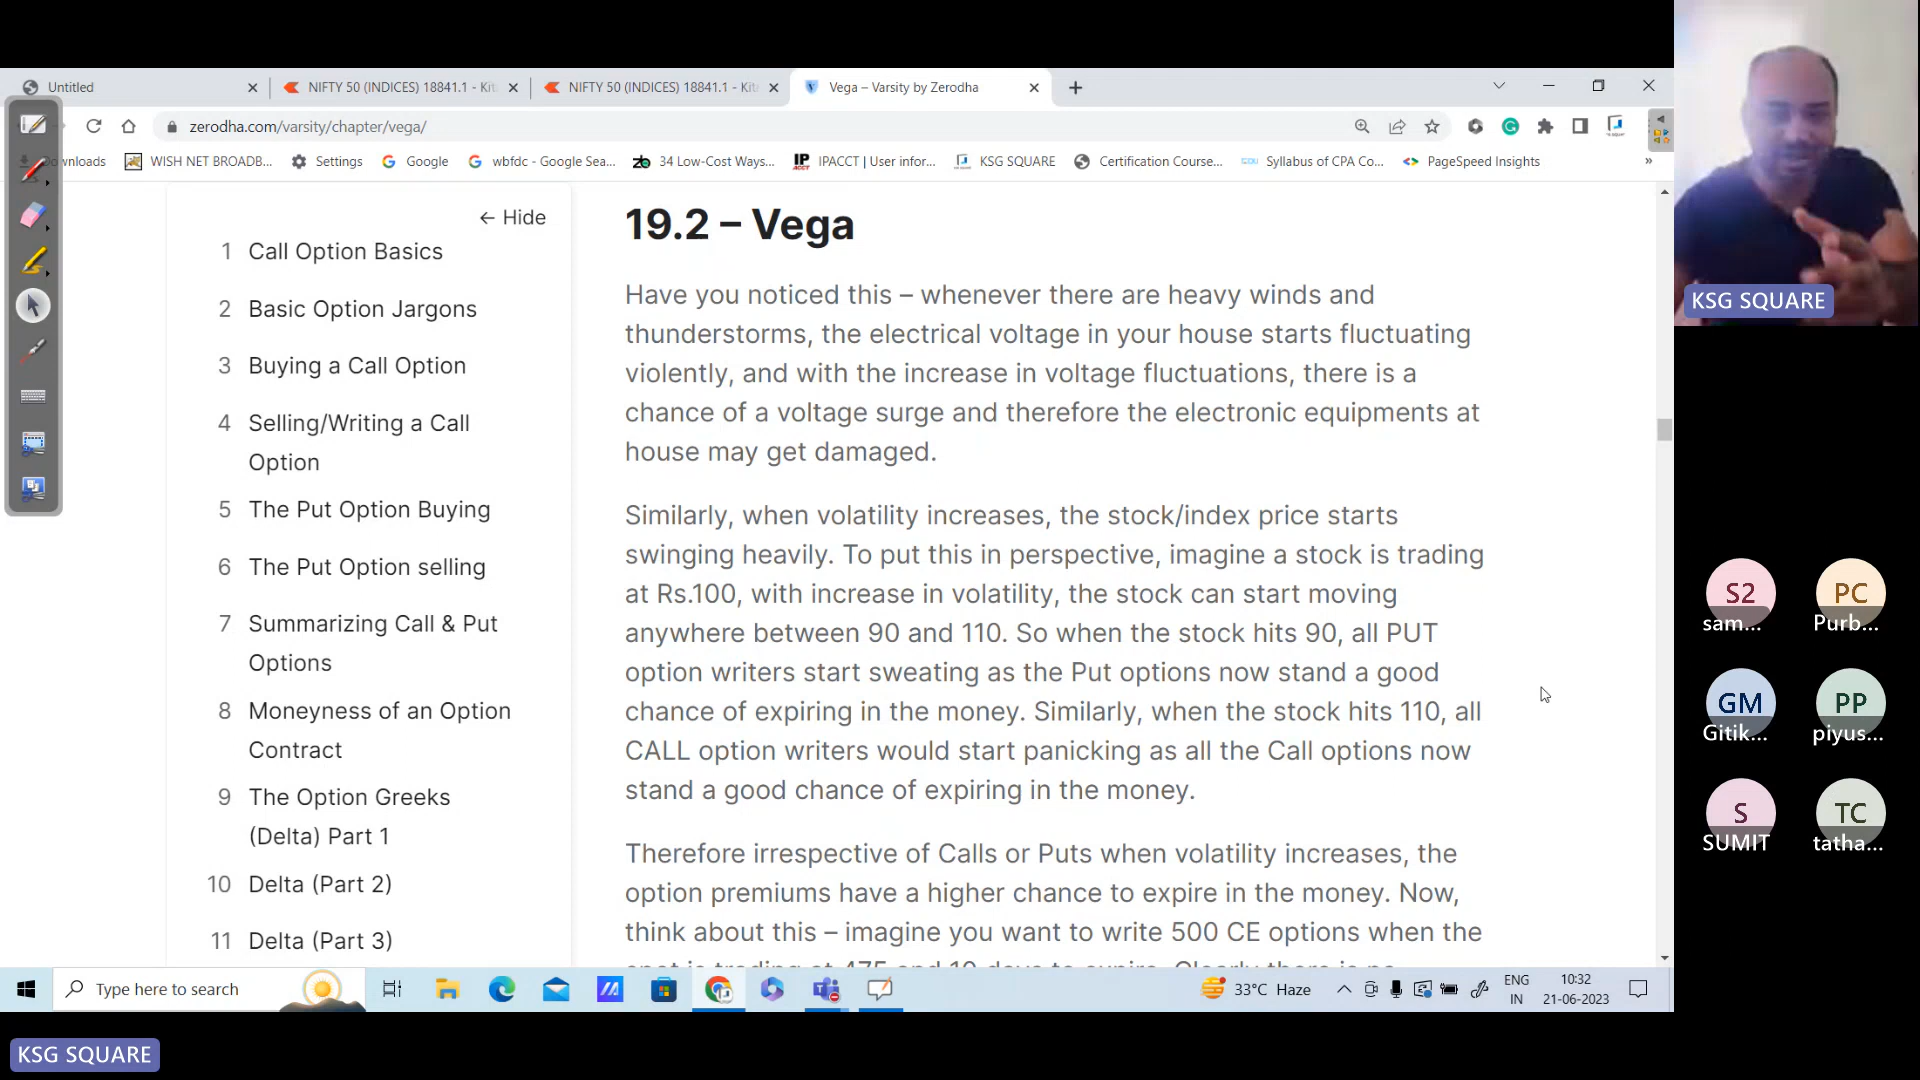 Untitled
NIFTY 50 (INDICES) 18841.1 - Kit
NIFTY 50 (INDICES) 18841.1 - Kit
Vega – Varsity by Zerodha
zerodha.com/varsity/chapter/vega/
WISH NET BROADB...
Settings
Google
wbfdc - Google Sea...
34 Low-Cost Ways...
IPACCT | User infor...
KSG SQUARE
Certification Course...
Syllabus of CPA Co...
PageSpeed Insights
»
← Hide
1 Call Option Basics
2 Basic Option Jargons
3 Buying a Call Option
4 Selling/Writing a Call
Option
5 The Put Option Buying
6 The Put Option selling
7 Summarizing Call & Put
Options
8 Moneyness of an Option
Contract
9 The Option Greeks
(Delta) Part 1
10 Delta (Part 2)
11 Delta (Part 3)
19.2 – Vega
Have you noticed this – whenever there are heavy winds and
thunderstorms, the electrical voltage in your house starts fluctuating
violently, and with the increase in voltage fluctuations, there is a
chance of a voltage surge and therefore the electronic equipments at
house may get damaged.
Similarly, when volatility increases, the stock/index price starts
swinging heavily. To put this in perspective, imagine a stock is trading
at Rs.100, with increase in volatility, the stock can start moving
anywhere between 90 and 110. So when the stock hits 90, all PUT
option writers start sweating as the Put options now stand a good
chance of expiring in the money. Similarly, when the stock hits 110, all
CALL option writers would start panicking as all the Call options now
stand a good chance of expiring in the money.
Therefore irrespective of Calls or Puts when volatility increases, the
option premiums have a higher chance to expire in the money. Now,
think about this – imagine you want to write 500 CE options when the
KSG SQUARE
S2
sam...
PC
Purb...
GM
Gitik...
PP
piyus...
S
SUMIT
TC
tatha...
Type here to search
33°C Haze
ENG
IN
10:32
21-06-2023
KSG SQUARE